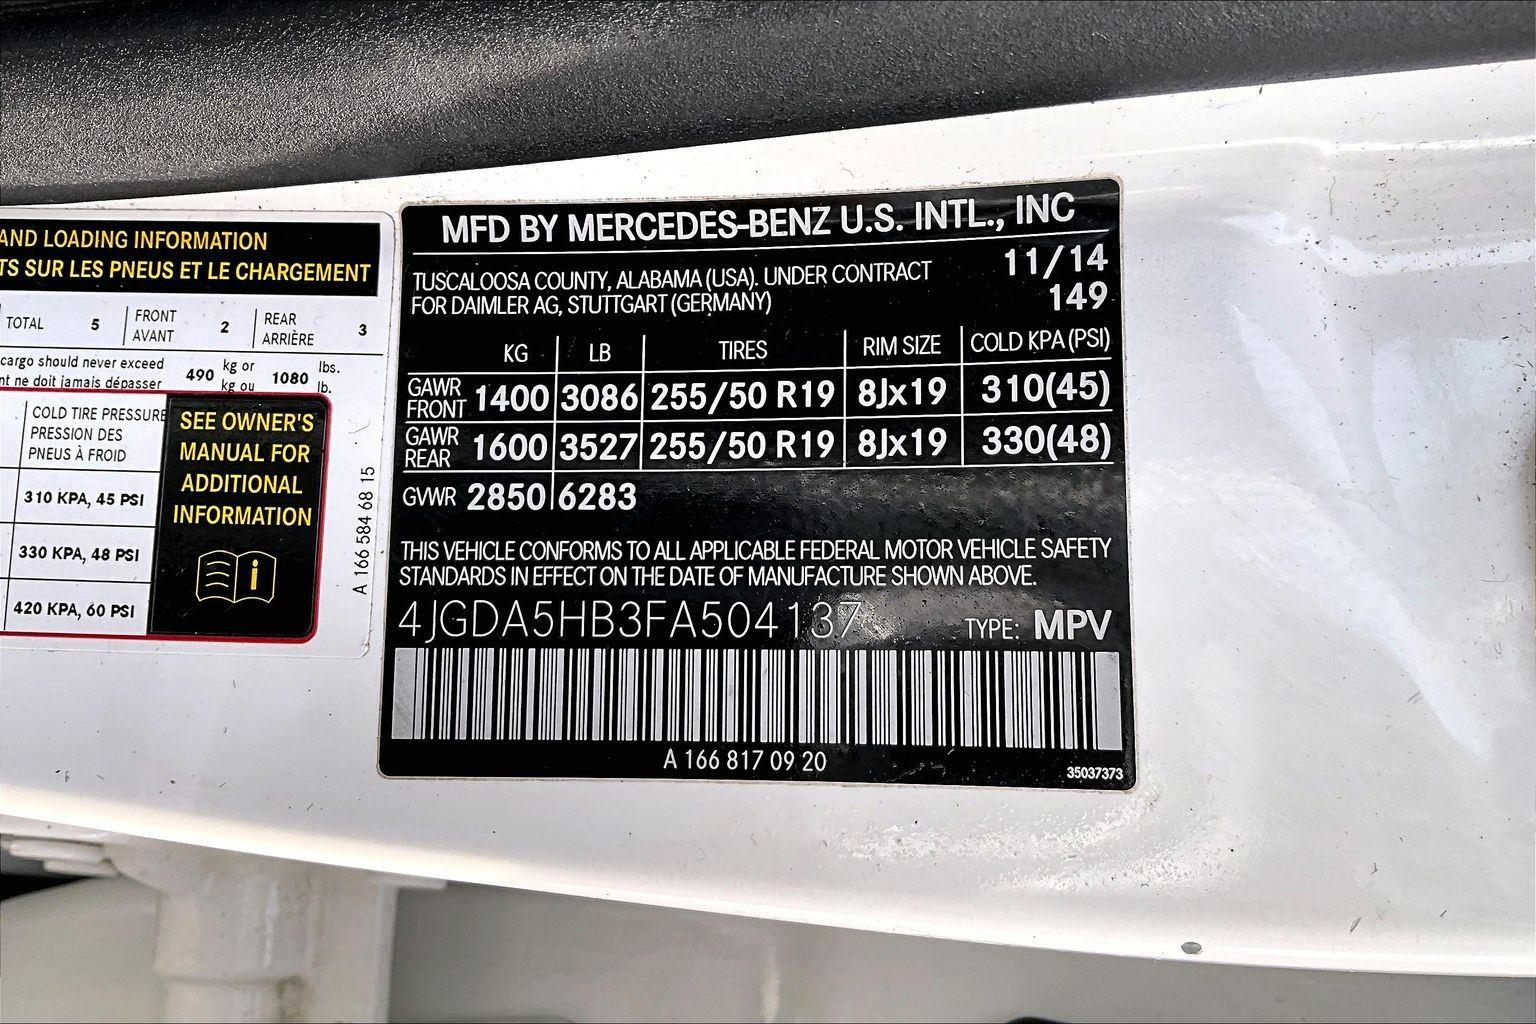 AND LOADING INFORMATION
TS SUR LES PNEUS ET LE CHARGEMENT
TOTAL 5 FRONT AVANT 2 REAR ARRIÈRE 3
cargo should never exceed
nt ne doit jamais dépasser
490 kg or kg ou 1080 lbs. lb.
COLD TIRE PRESSURE
PRESSION DES
PNEUS À FROID
310 KPA, 45 PSI
330 KPA, 48 PSI
420 KPA, 60 PSI
SEE OWNER'S
MANUAL FOR
ADDITIONAL
INFORMATION
i
A 166 584 68 15
MFD BY MERCEDES-BENZ U.S. INTL., INC
TUSCALOOSA COUNTY, ALABAMA (USA). UNDER CONTRACT 11/14
FOR DAIMLER AG, STUTTGART (GERMANY) 149
KG LB TIRES RIM SIZE COLD KPA (PSI)
GAWR FRONT 1400 3086 255/50 R19 8Jx19 310(45)
GAWR REAR 1600 3527 255/50 R19 8Jx19 330(48)
GVWR 2850 6283
THIS VEHICLE CONFORMS TO ALL APPLICABLE FEDERAL MOTOR VEHICLE SAFETY
STANDARDS IN EFFECT ON THE DATE OF MANUFACTURE SHOWN ABOVE.
4JGDA5HB3FA504137 TYPE: MPV
A 166 817 09 20
35037373